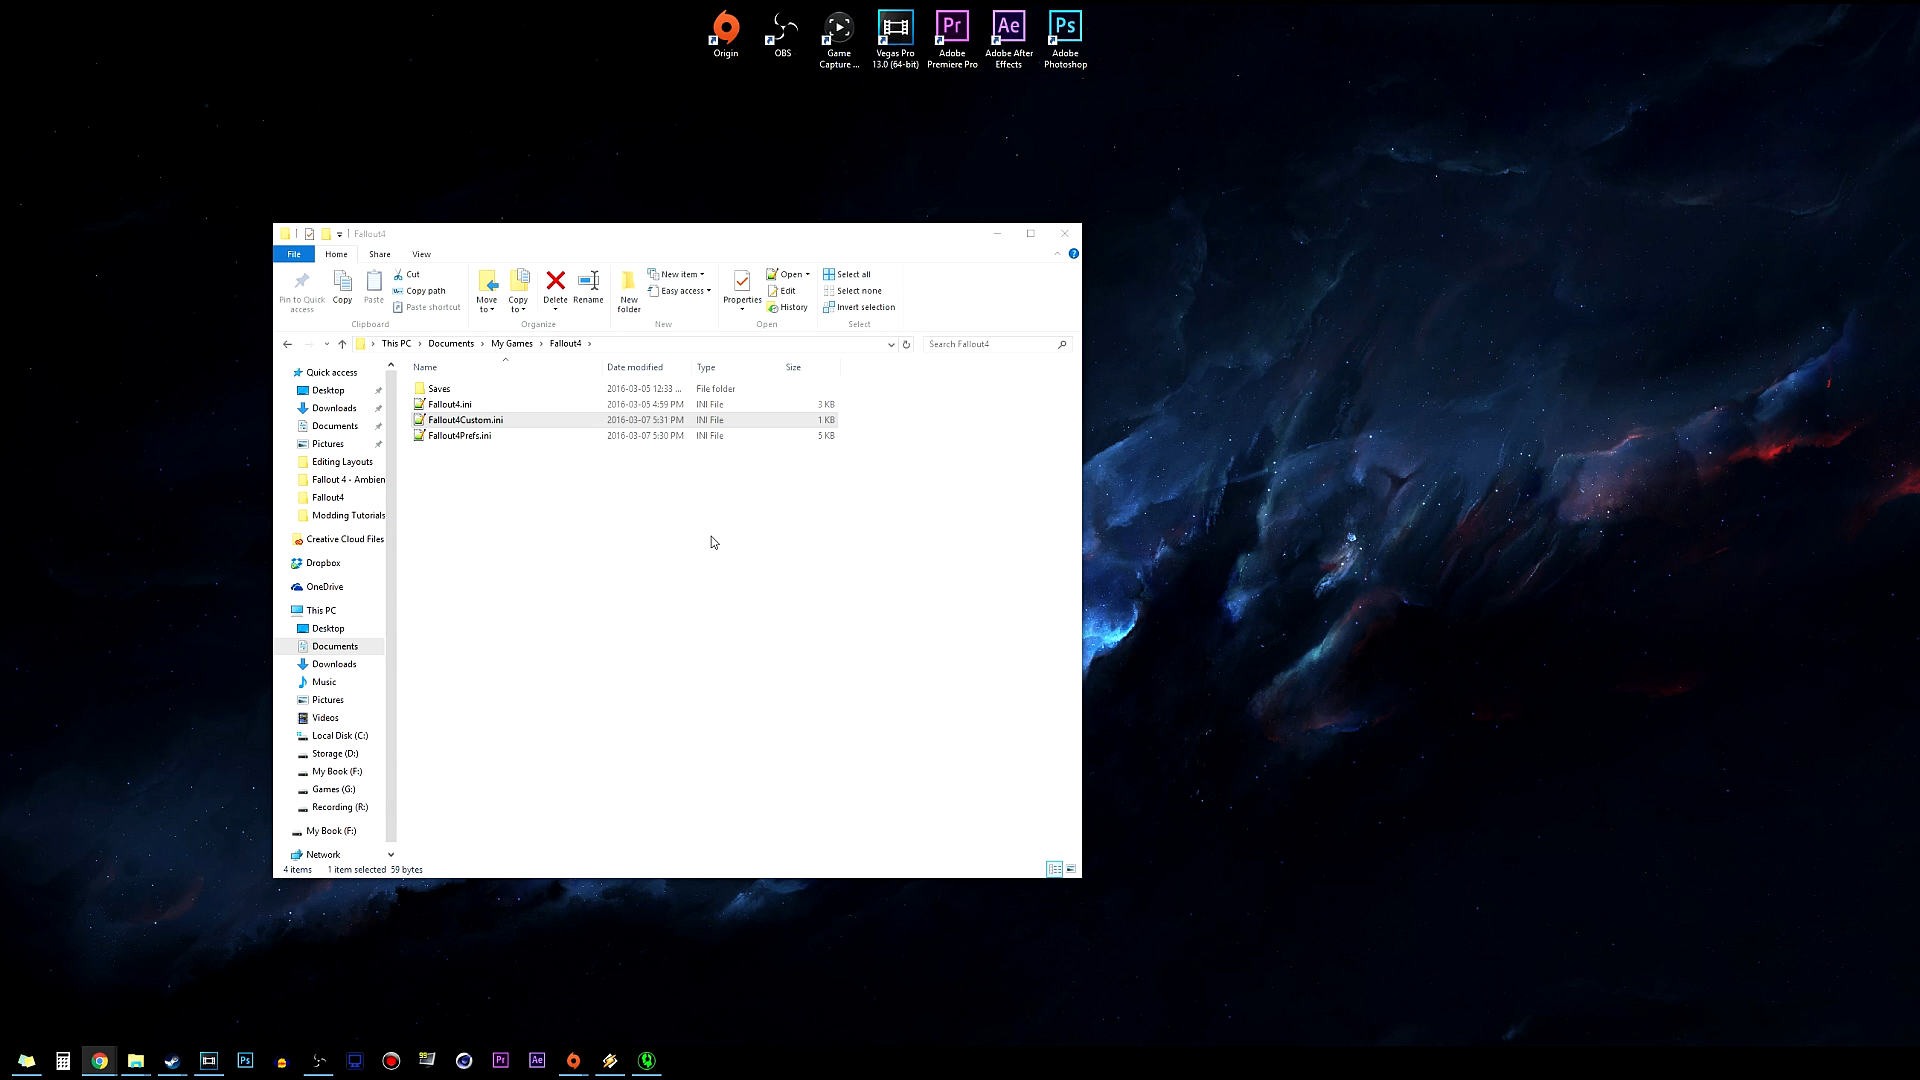 Origin
OBS
Game
Capture ...
Vegas Pro
13.0 (64-bit)
Adobe
Premiere Pro
Adobe After
Effects
Adobe
Photoshop
Fallout4
File
Home
Share
View
Pin to Quick
access
Copy
Paste
Cut
Copy path
Paste shortcut
Clipboard
Move
to
Copy
to
Delete
Rename
Organize
New
folder
New item
Easy access
New
Properties
Open
Edit
History
Open
Select all
Select none
Invert selection
Select
This PC > Documents > My Games > Fallout4 >
Search Fallout4
Name Date modified Type Size
Saves 2016-03-05 12:33 ... File folder
Fallout4.ini 2016-03-05 4:59 PM INI File 3 KB
Fallout4Custom.ini 2016-03-07 5:31 PM INI File 1 KB
Fallout4Prefs.ini 2016-03-07 5:30 PM INI File 5 KB
Quick access
Desktop
Downloads
Documents
Pictures
Editing Layouts
Fallout 4 - Ambien
Fallout4
Modding Tutorials
Creative Cloud Files
Dropbox
OneDrive
This PC
Desktop
Documents
Downloads
Music
Pictures
Videos
Local Disk (C:)
Storage (D:)
My Book (F:)
Games (G:)
Recording (R:)
My Book (F:)
Network
4 items 1 item selected 59 bytes
Ps
99
Pr
Ae